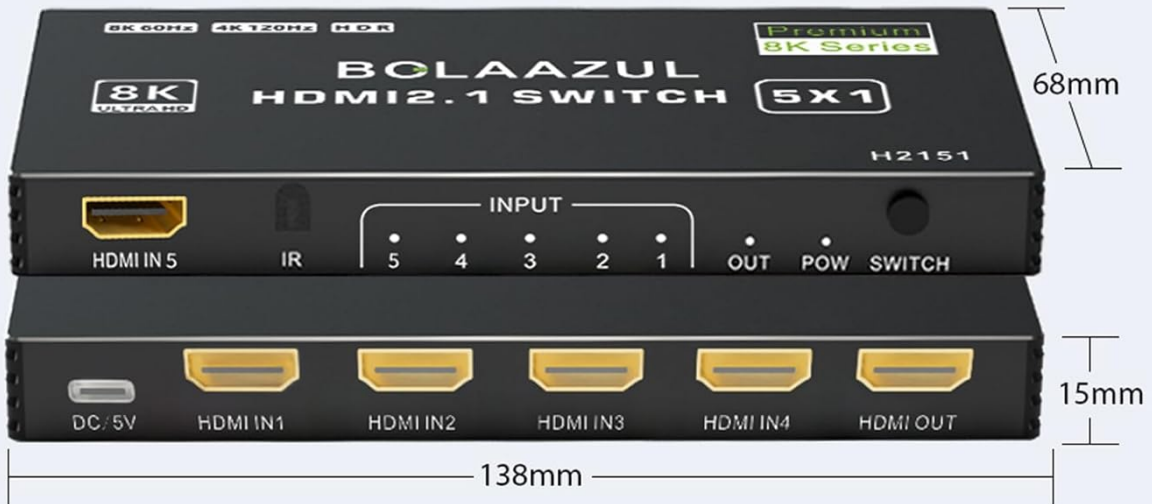 8K 60Hz 4K 120Hz HDR
Premium
8K Series
BOLAAZUL
8K
ULTRA HD
HDMI2.1 SWITCH 5X1
H2151
68mm
INPUT
HDMI IN 5 IR 5 4 3 2 1 OUT POW SWITCH
DC/5V HDMI IN1 HDMI IN2 HDMI IN3 HDMI IN4 HDMI OUT
15mm
138mm